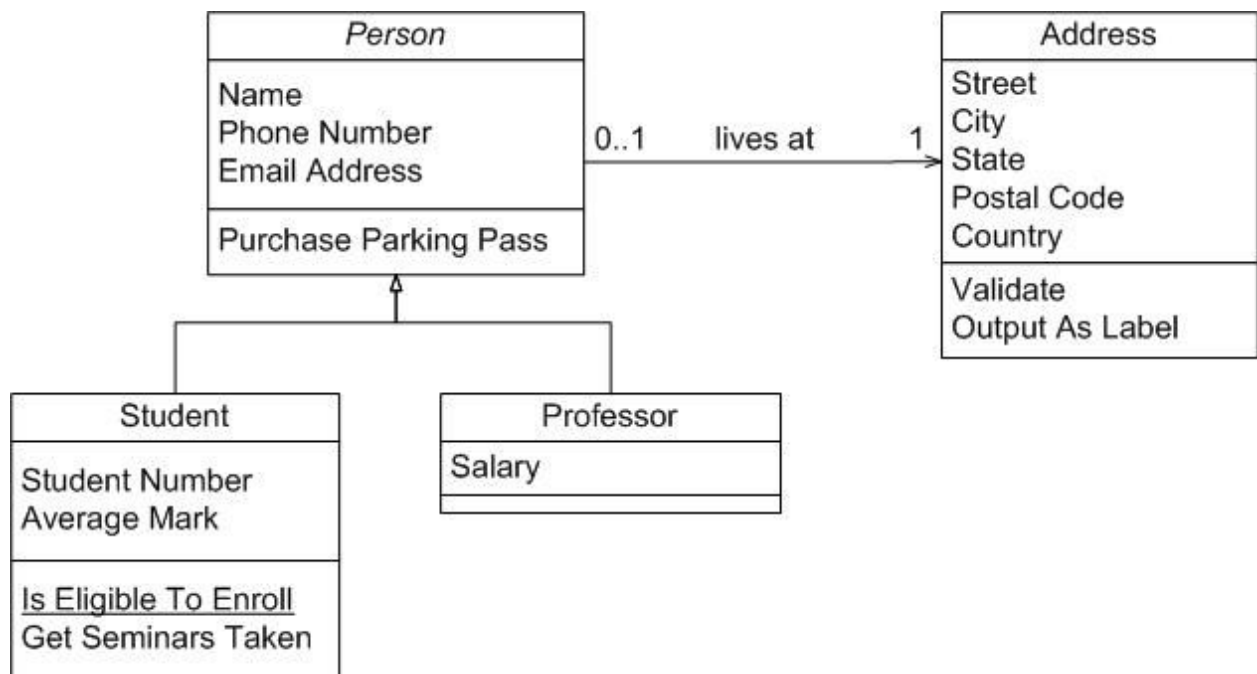 Person
Name
Phone Number
Email Address
Purchase Parking Pass
0..1 lives at 1
Address
Street
City
State
Postal Code
Country
Validate
Output As Label
Student
Student Number
Average Mark
Is Eligible To Enroll
Get Seminars Taken
Professor
Salary